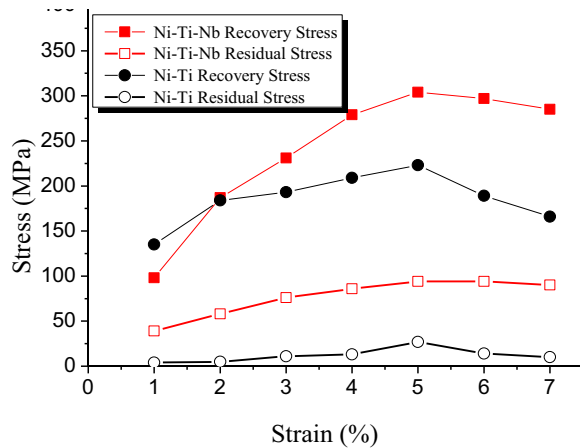 400
Ni-Ti-Nb Recovery Stress
Ni-Ti-Nb Residual Stress
Ni-Ti Recovery Stress
Ni-Ti Residual Stress
350
300
250
200
150
100
50
0
Stress (MPa)
0 1 2 3 4 5 6 7
Strain (%)